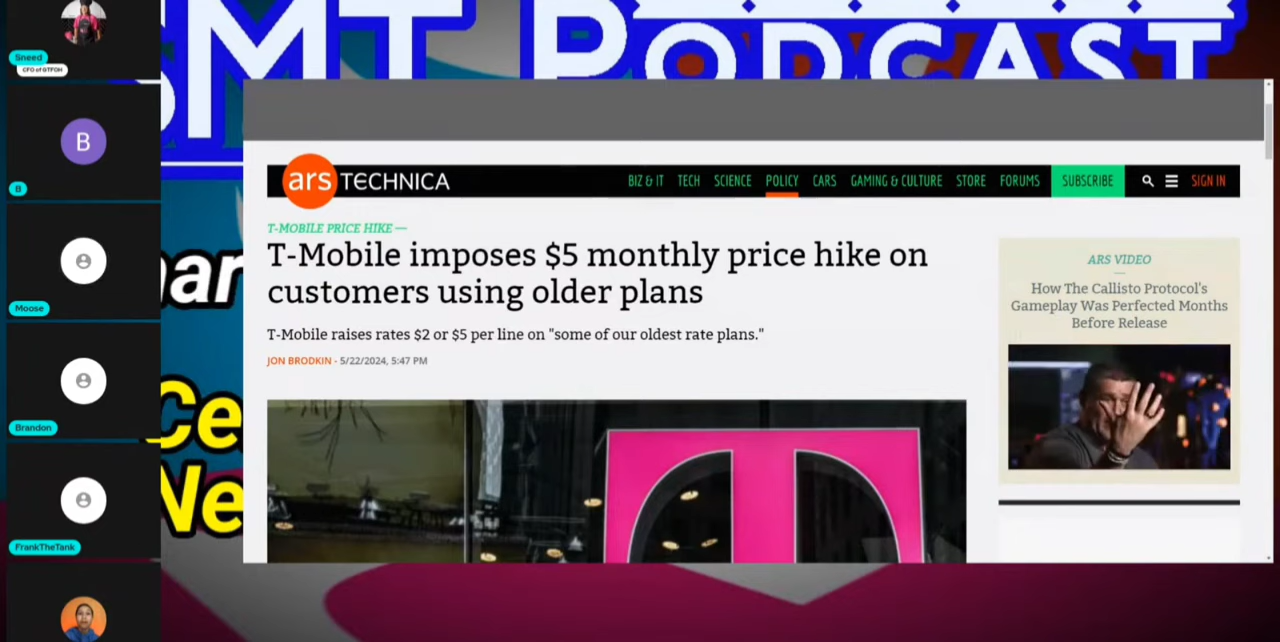 MT PODCAST
Sneed
CFO of GTFOH
B
B
Moose
Brandon
FrankTheTank
ar
Ce
Ne
ars TECHNICA
BIZ & IT TECH SCIENCE POLICY CARS GAMING & CULTURE STORE FORUMS SUBSCRIBE SIGN IN
T-MOBILE PRICE HIKE —
T-Mobile imposes $5 monthly price hike on
customers using older plans
T-Mobile raises rates $2 or $5 per line on "some of our oldest rate plans."
JON BRODKIN - 5/22/2024, 5:47 PM
T
ARS VIDEO
How The Callisto Protocol's
Gameplay Was Perfected Months
Before Release